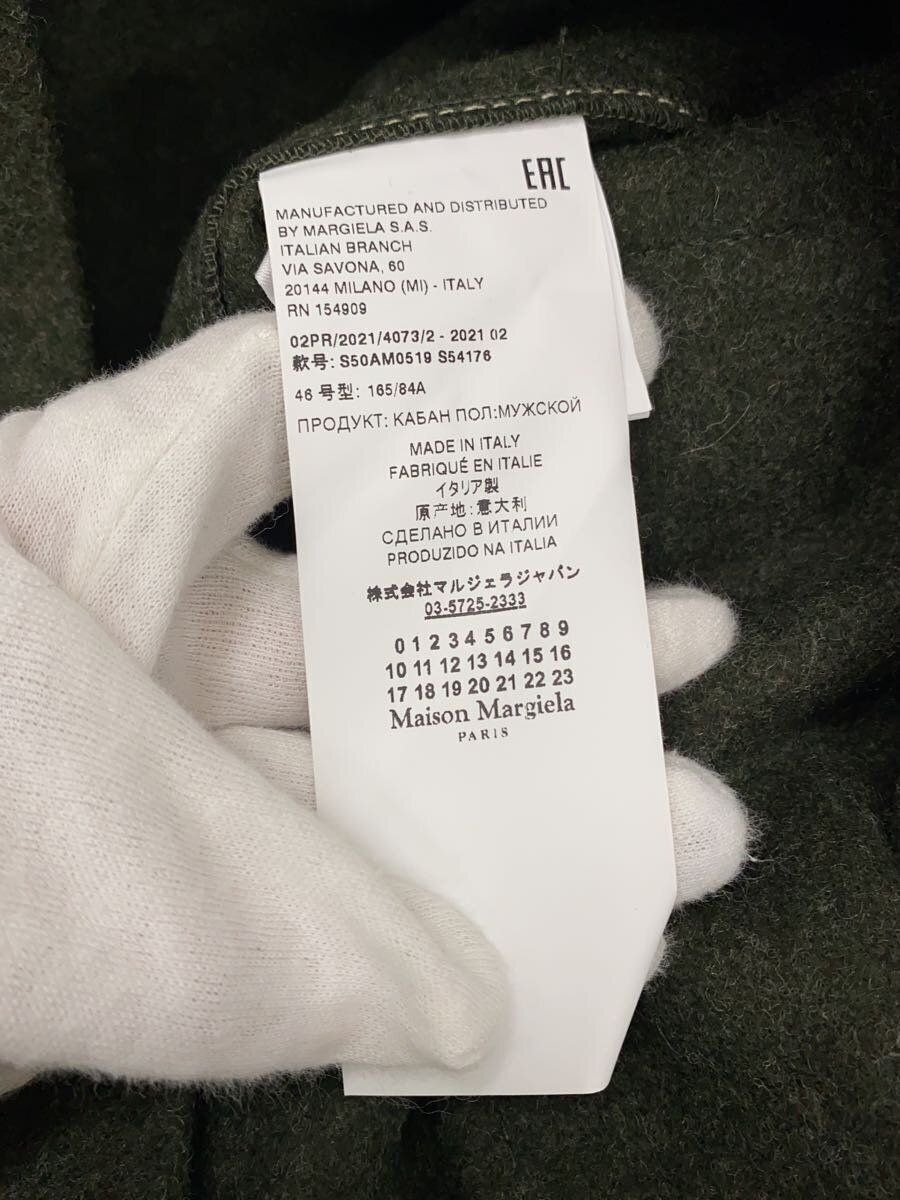 EAC
MANUFACTURED AND DISTRIBUTED
BY MARGIELA S.A.S.
ITALIAN BRANCH
VIA SAVONA, 60
20144 MILANO (MI) - ITALY
RN 154909
02PR/2021/4073/2 - 2021 02
款号: S50AM0519 S54176
46 号型: 165/84A
ПРОДУКТ: КАБАН ПОЛ:МУЖСКОЙ
MADE IN ITALY
FABRIQUÉ EN ITALIE
イタリア製
原产地:意大利
СДЕЛАНО В ИТАЛИИ
PRODUZIDO NA ITALIA
株式会社マルジェラジャパン
03-5725-2333
0 1 2 3 4 5 6 7 8 9
10 11 12 13 14 15 16
17 18 19 20 21 22 23
Maison Margiela
PARIS